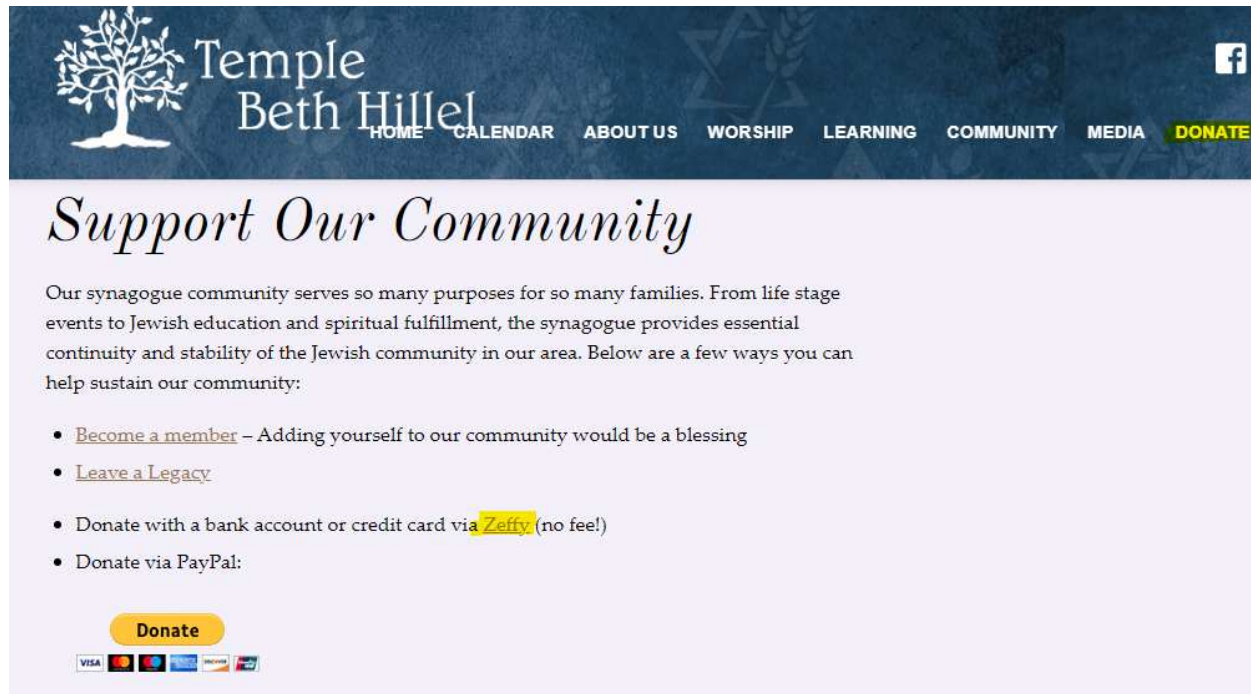 Temple
Beth Hillel
HOME CALENDAR ABOUT US WORSHIP LEARNING COMMUNITY MEDIA DONATE
Support Our Community
Our synagogue community serves so many purposes for so many families. From life stage
events to Jewish education and spiritual fulfillment, the synagogue provides essential
continuity and stability of the Jewish community in our area. Below are a few ways you can
help sustain our community:
• Become a member – Adding yourself to our community would be a blessing
• Leave a Legacy
• Donate with a bank account or credit card via Zeffy (no fee!)
• Donate via PayPal:
Donate
VISA DISCOVER